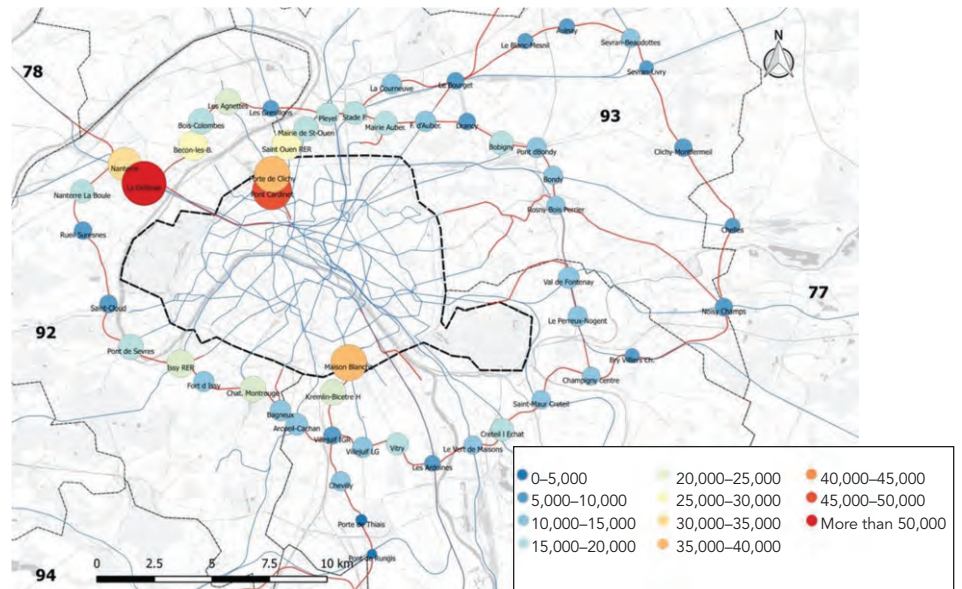 Aulnay
Le Blanc-Mesnil
Sevran-Beaudottes
N
78
Sevran-Livry
Le Bourget
La Courneuve
Les Agnettes
Les Gresillons
93
Bois-Colombes
Pleyel
Stade F.
Mairie Auber.
F. d'Auber.
Drancy
Mairie de St-Ouen
Becon-les-B.
Saint Ouen RER
Bobigny
Pont d'Bondy
Clichy-Montfermeil
Nanterre
La Defense
Porte de Clichy
Bondy
Nanterre La Boule
Pont Cardinet
Rosny-Bois Perrier
Rueil-Suresnes
Chelles
Val de Fontenay
77
Saint-Cloud
Noisy Champs
Le Perreux-Nogent
92
Pont de Sevres
Bry Villiers Ch.
Issy RER
Maison Blanche
Champigny Centre
Fort d Issy
Chat. Montrouge
Kremlin-Bicetre H
Saint-Maur Creteil
Bagneux
Arcueil-Cachan
Villejuif IGR
Creteil l Echat
Villejuif LG
Vitry
Le Vert de Maisons
Les Ardoines
Chevilly
Porte de Thiais
Pont de Rungis
94
0 2.5 5 7.5 10 km
0–5,000
5,000–10,000
10,000–15,000
15,000–20,000
20,000–25,000
25,000–30,000
30,000–35,000
35,000–40,000
40,000–45,000
45,000–50,000
More than 50,000